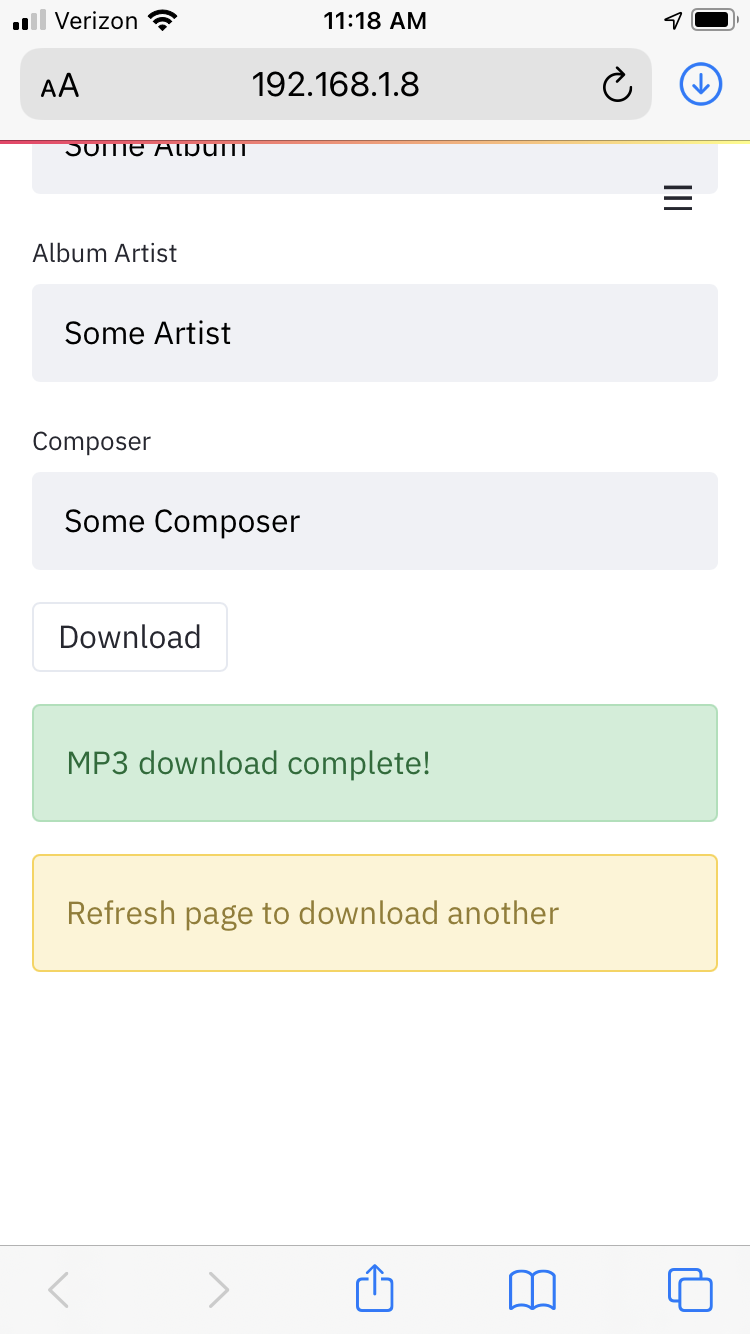 Verizon 11:18 AM
AA 192.168.1.8
Some Album
Album Artist
Some Artist
Composer
Some Composer
Download
MP3 download complete!
Refresh page to download another